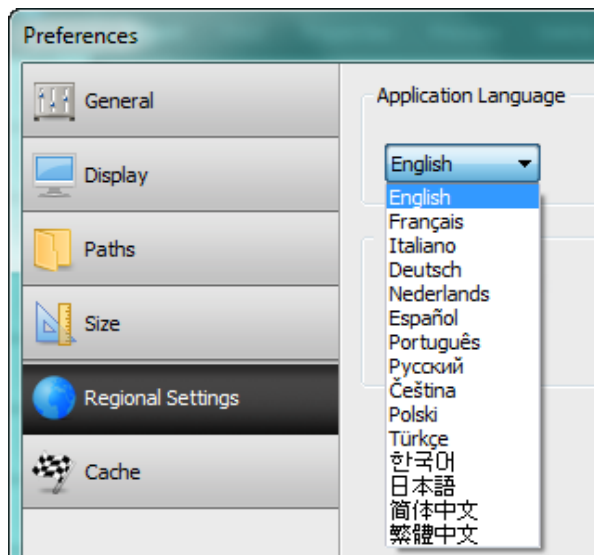 Preferences
General
Display
Paths
Size
Regional Settings
Cache
Application Language
English
English
Français
Italiano
Deutsch
Nederlands
Español
Português
Русский
Čeština
Polski
Türkçe
한국어
日本語
简体中文
繁體中文